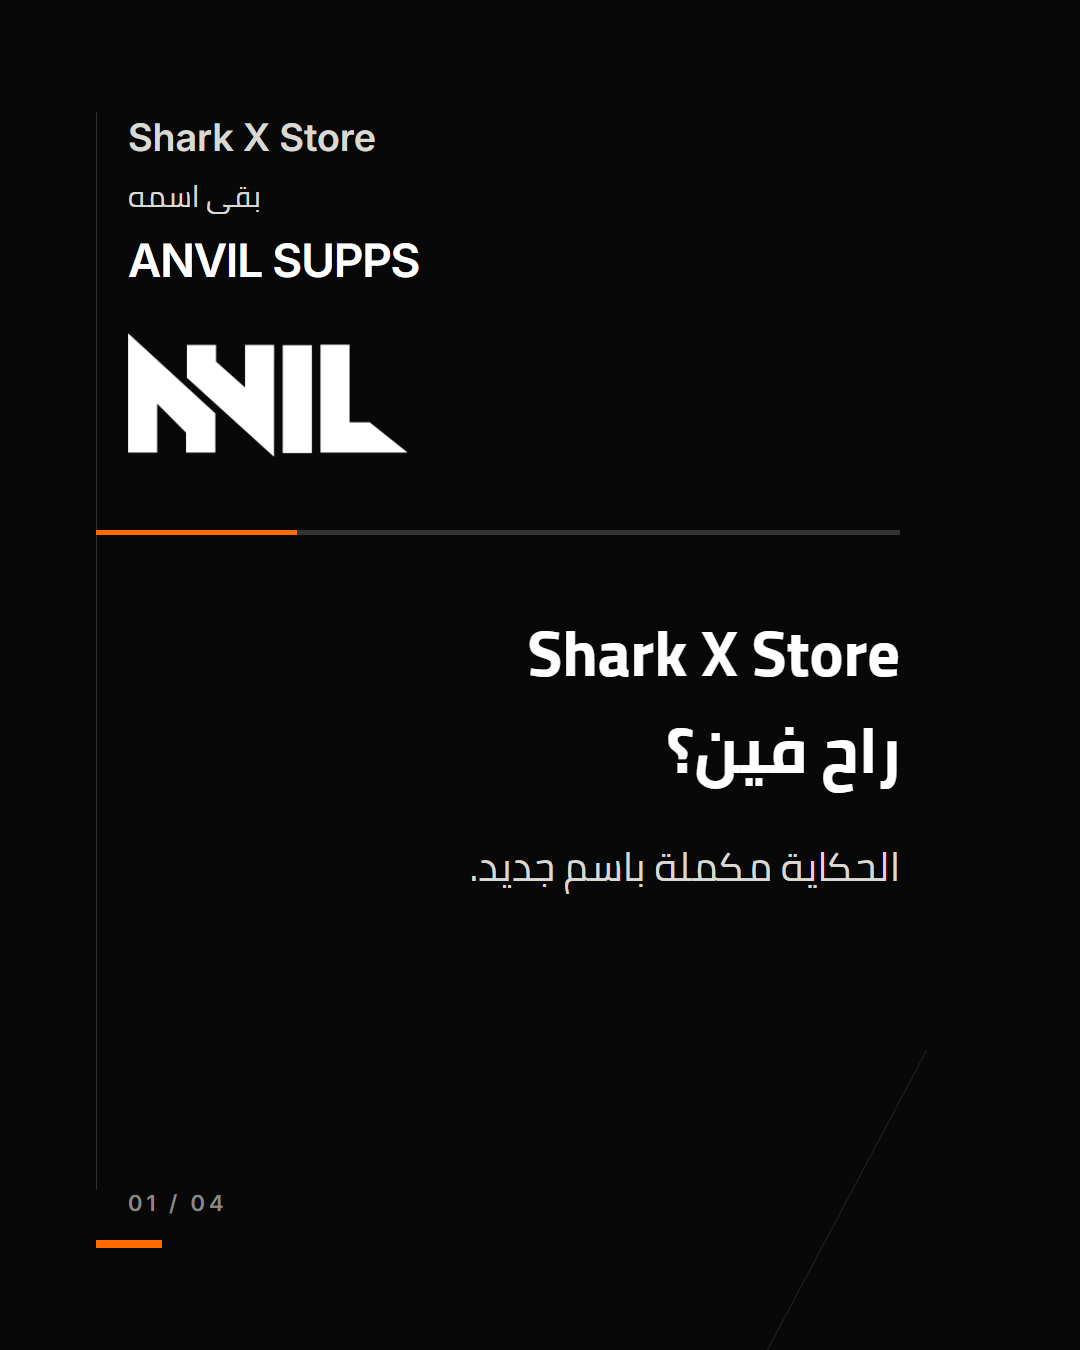 Shark X Store
بقى اسمه
ANVIL SUPPS
ANVIL
Shark X Store
راح فين؟
الحكاية مكملة باسم جديد.
01 / 04